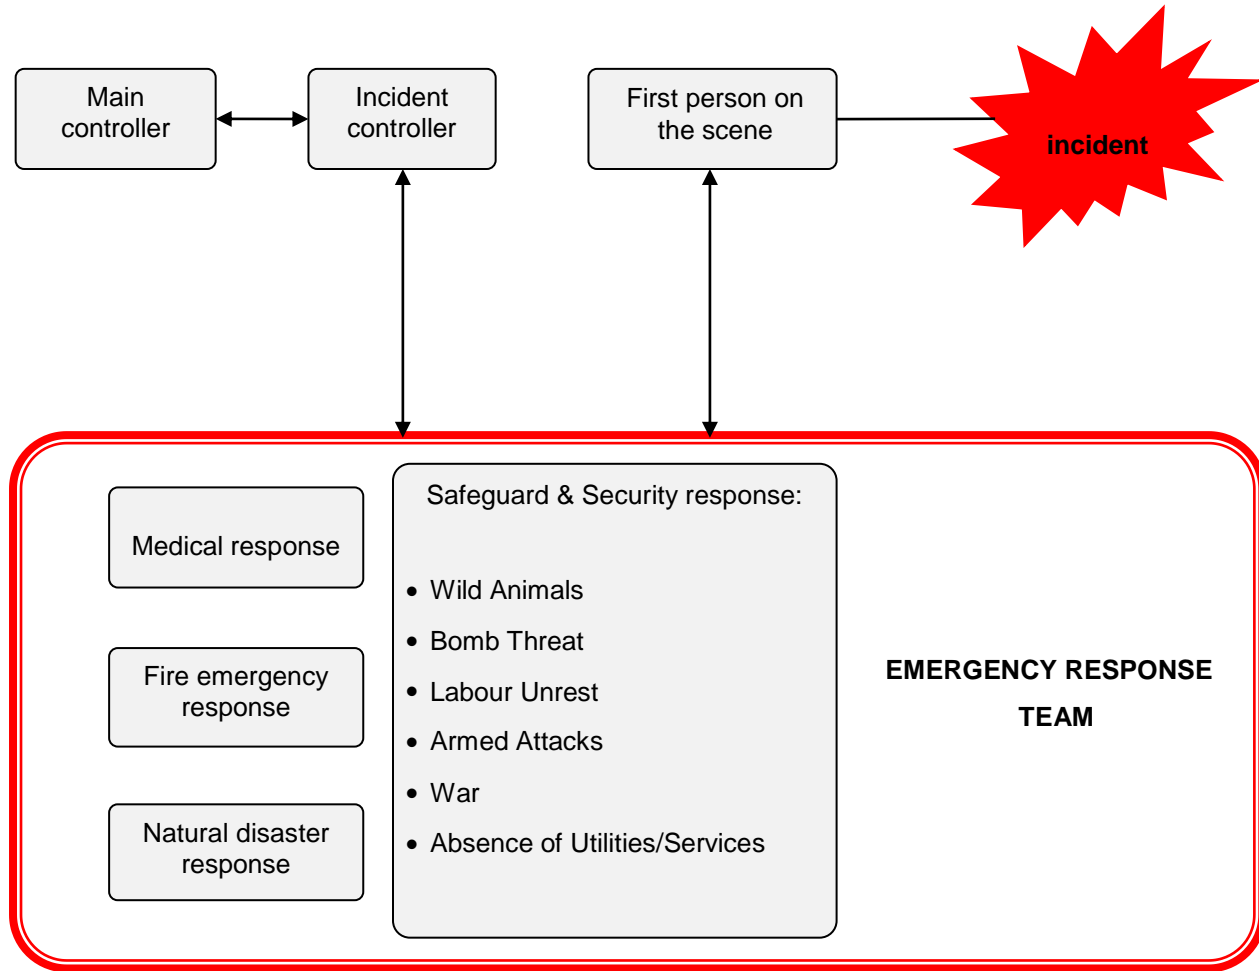 Main
controller
Incident
controller
First person on
the scene
incident
Medical response
Fire emergency
response
Natural disaster
response
Safeguard & Security response:
• Wild Animals
• Bomb Threat
• Labour Unrest
• Armed Attacks
• War
• Absence of Utilities/Services
EMERGENCY RESPONSE
TEAM